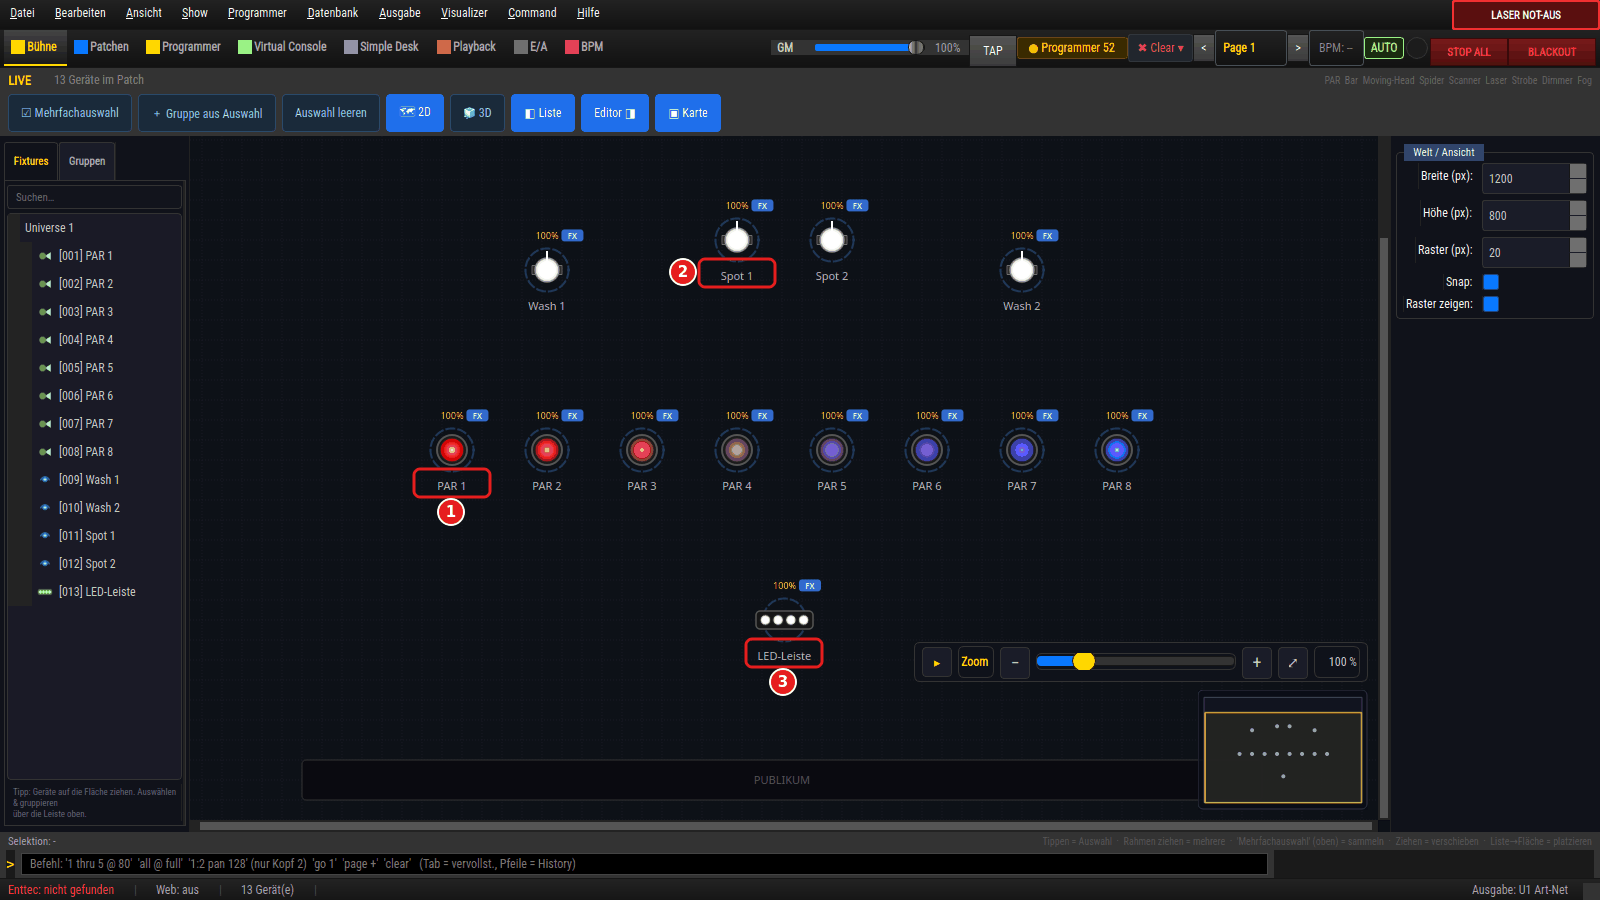 Datei Bearbeiten Ansicht Show Programmer Datenbank Ausgabe Visualizer Command Hilfe
LASER NOT-AUS
Bühne Patchen Programmer Virtual Console Simple Desk Playback E/A BPM
GM 100% TAP Programmer 52 ✖ Clear ▾ < Page 1 > BPM: -- AUTO STOP ALL BLACKOUT
LIVE 13 Geräte im Patch
PAR Bar Moving-Head Spider Scanner Laser Strobe Dimmer Fog
☑ Mehrfachauswahl + Gruppe aus Auswahl Auswahl leeren 2D 3D Liste Editor Karte
Fixtures Gruppen
Suchen...
Universe 1
[001] PAR 1
[002] PAR 2
[003] PAR 3
[004] PAR 4
[005] PAR 5
[006] PAR 6
[007] PAR 7
[008] PAR 8
[009] Wash 1
[010] Wash 2
[011] Spot 1
[012] Spot 2
[013] LED-Leiste
Tipp: Geräte auf die Fläche ziehen. Auswählen
& gruppieren
über die Leiste oben.
100% FX 100% FX
100% FX 100% FX
2 Spot 1 Spot 2
Wash 1 Wash 2
100% FX 100% FX 100% FX 100% FX 100% FX 100% FX 100% FX 100% FX
PAR 1 PAR 2 PAR 3 PAR 4 PAR 5 PAR 6 PAR 7 PAR 8
1
100% FX
LED-Leiste
3
Zoom − + 100 %
PUBLIKUM
Welt / Ansicht
Breite (px): 1200
Höhe (px): 800
Raster (px): 20
Snap:
Raster zeigen:
Selektion: -
Tippen = Auswahl · Rahmen ziehen = mehrere · 'Mehrfachauswahl' (oben) = sammeln · Ziehen = verschieben · Liste→Fläche = platzieren
> Befehl: '1 thru 5 @ 80' 'all @ full' '1:2 pan 128' (nur Kopf 2) 'go 1' 'page +' 'clear' (Tab = vervollst., Pfeile = History)
Enttec: nicht gefunden Web: aus 13 Gerät(e)
Ausgabe: U1 Art-Net